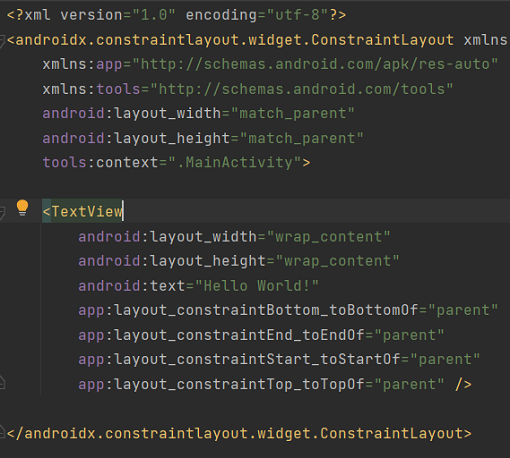 <?xml version="1.0" encoding="utf-8"?>
<androidx.constraintlayout.widget.ConstraintLayout xmlns
xmlns:app="http://schemas.android.com/apk/res-auto"
xmlns:tools="http://schemas.android.com/tools"
android:layout_width="match_parent"
android:layout_height="match_parent"
tools:context=".MainActivity">
<TextView
android:layout_width="wrap_content"
android:layout_height="wrap_content"
android:text="Hello World!"
app:layout_constraintBottom_toBottomOf="parent"
app:layout_constraintEnd_toEndOf="parent"
app:layout_constraintStart_toStartOf="parent"
app:layout_constraintTop_toTopOf="parent" />
</androidx.constraintlayout.widget.ConstraintLayout>